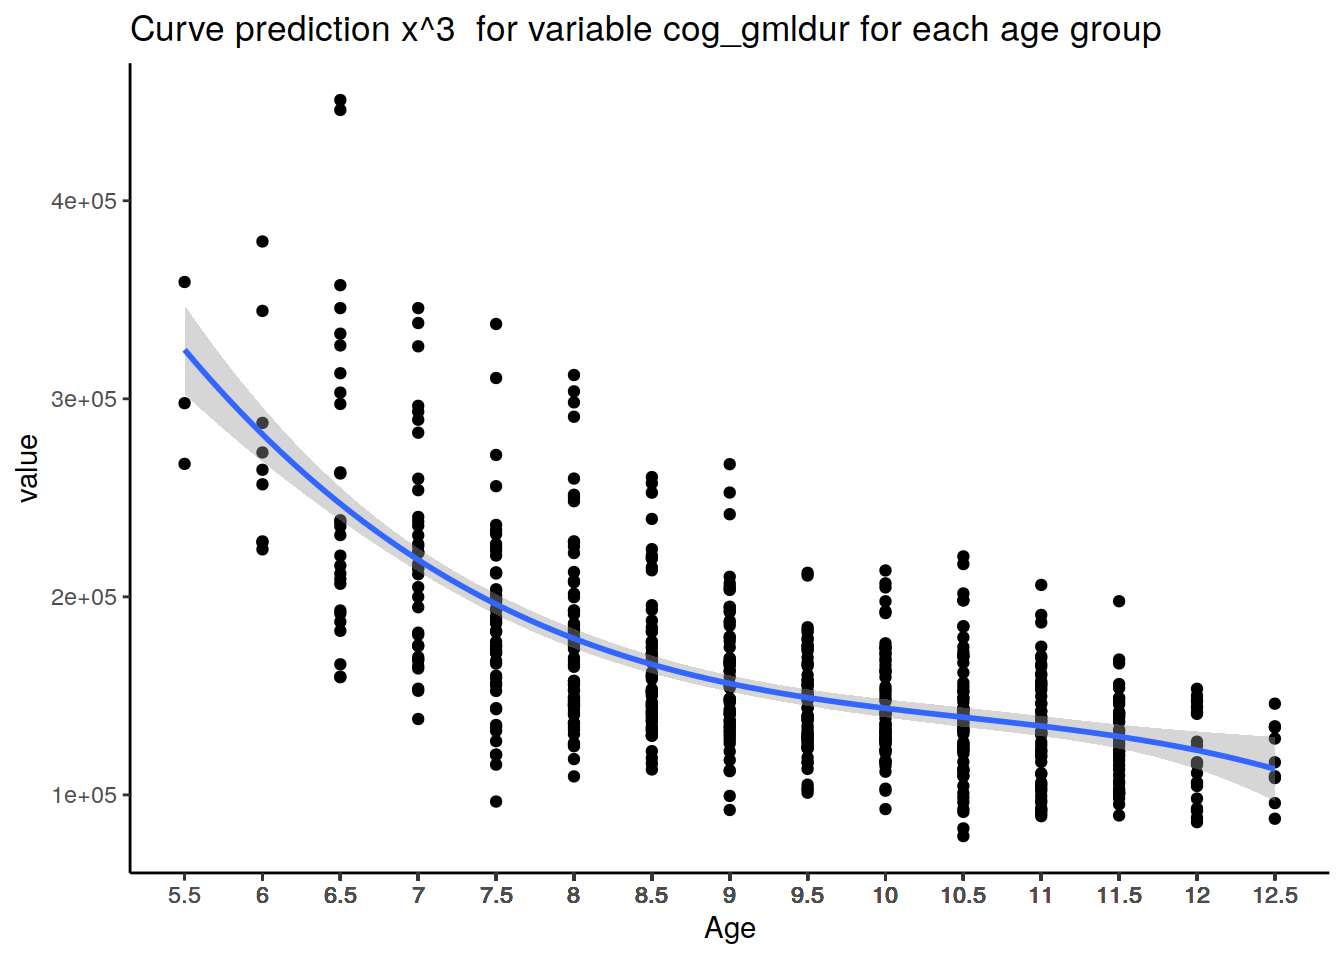 Curve prediction x^3  for variable cog_gmldur for each age group
4e+05
3e+05
value
2e+05
1e+05
5.5 6 6.5 7 7.5 8 8.5 9 9.5 10 10.5 11 11.5 12 12.5
Age